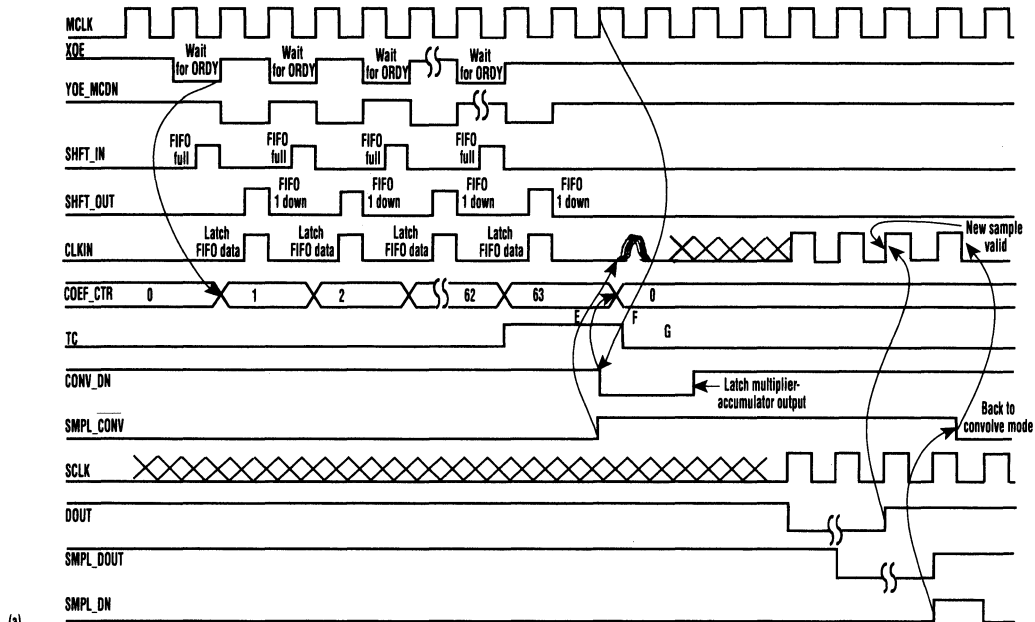 MCLK
XOE
Wait for ORDY
Wait for ORDY
Wait for ORDY
Wait for ORDY
YOE_MCDN
SHFT_IN
FIFO full
FIFO full
FIFO full
FIFO full
SHFT_OUT
FIFO 1 down
FIFO 1 down
FIFO 1 down
FIFO 1 down
CLKIN
Latch FIFO data
Latch FIFO data
Latch FIFO data
Latch FIFO data
New sample valid
COEF_CTR
0
1
2
62
63
0
E
F
G
TC
CONV_DN
Latch multiplier-
accumulator output
SMPL_CONV
Back to
convolve mode
SCLK
DOUT
SMPL_DOUT
SMPL_DN
(a)